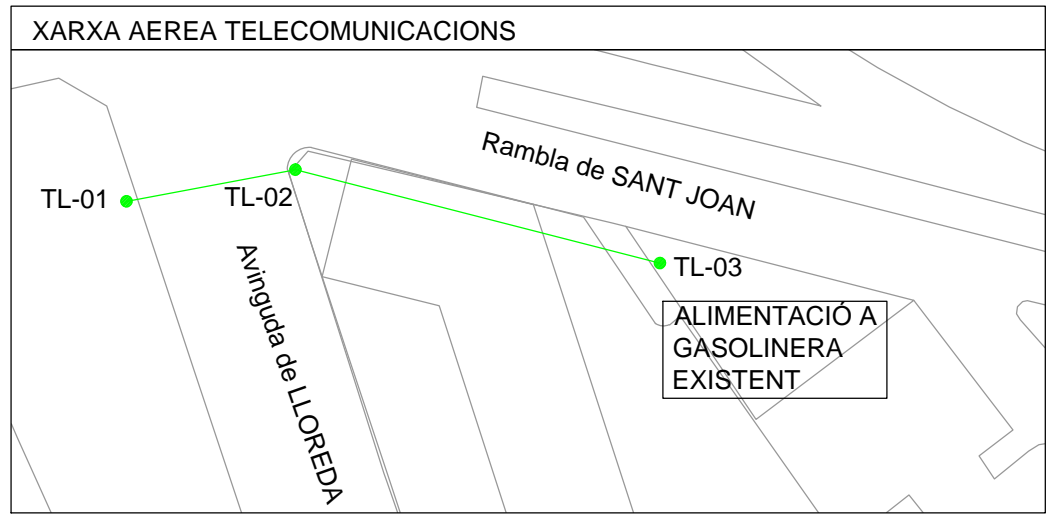 XARXA AEREA TELECOMUNICACIONS
Rambla de SANT JOAN
TL-01
TL-02
TL-03
Avinguda de LLOREDA
ALIMENTACIÓ A
GASOLINERA
EXISTENT